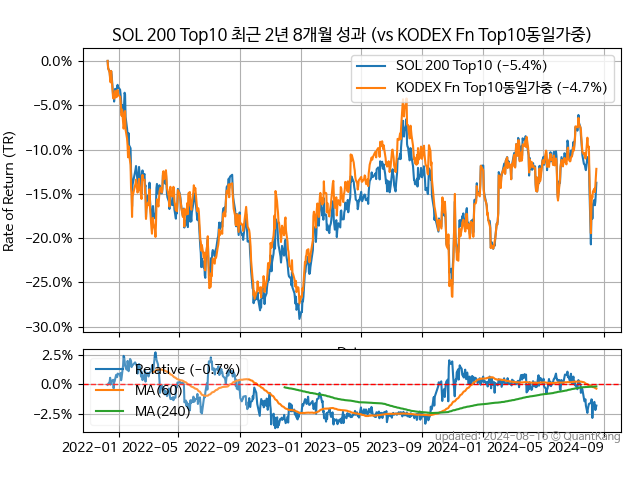 SOL 200 Top10 최근 2년 8개월 성과 (vs KODEX Fn Top10동일가중)
SOL 200 Top10 (−5.4%)
KODEX Fn Top10동일가중 (−4.7%)
Rate of Return (TR)
0.0%
−5.0%
−10.0%
−15.0%
−20.0%
−25.0%
−30.0%
Relative (−0.7%)
MA(60)
MA(240)
2.5%
0.0%
−2.5%
2022−01 2022−05 2022−09 2023−01 2023−05 2023−09 2024−01 2024−05 2024−09
updated: 2024−08−16 © QuantKang